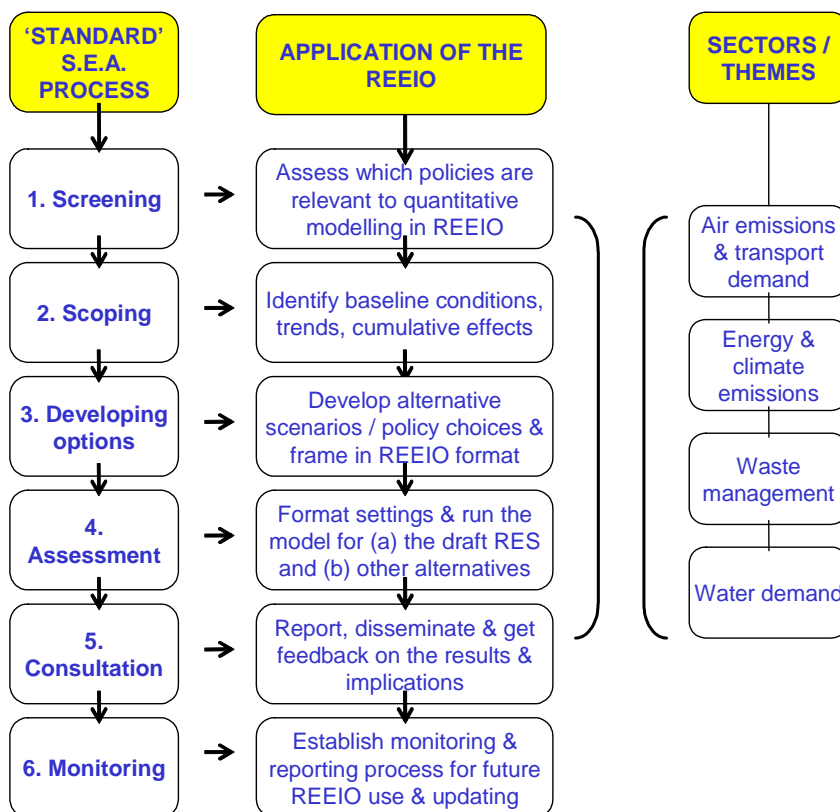 ‘STANDARD’
S.E.A.
PROCESS
APPLICATION OF THE
REEIO
SECTORS /
THEMES
1. Screening
Assess which policies are
relevant to quantitative
modelling in REEIO
2. Scoping
Identify baseline conditions,
trends, cumulative effects
3. Developing
options
Develop alternative
scenarios / policy choices &
frame in REEIO format
4.
Assessment
Format settings & run the
model for (a) the draft RES
and (b) other alternatives
5.
Consultation
Report, disseminate & get
feedback on the results &
implications
6. Monitoring
Establish monitoring &
reporting process for future
REEIO use & updating
Air emissions
& transport
demand
Energy &
climate
emissions
Waste
management
Water demand